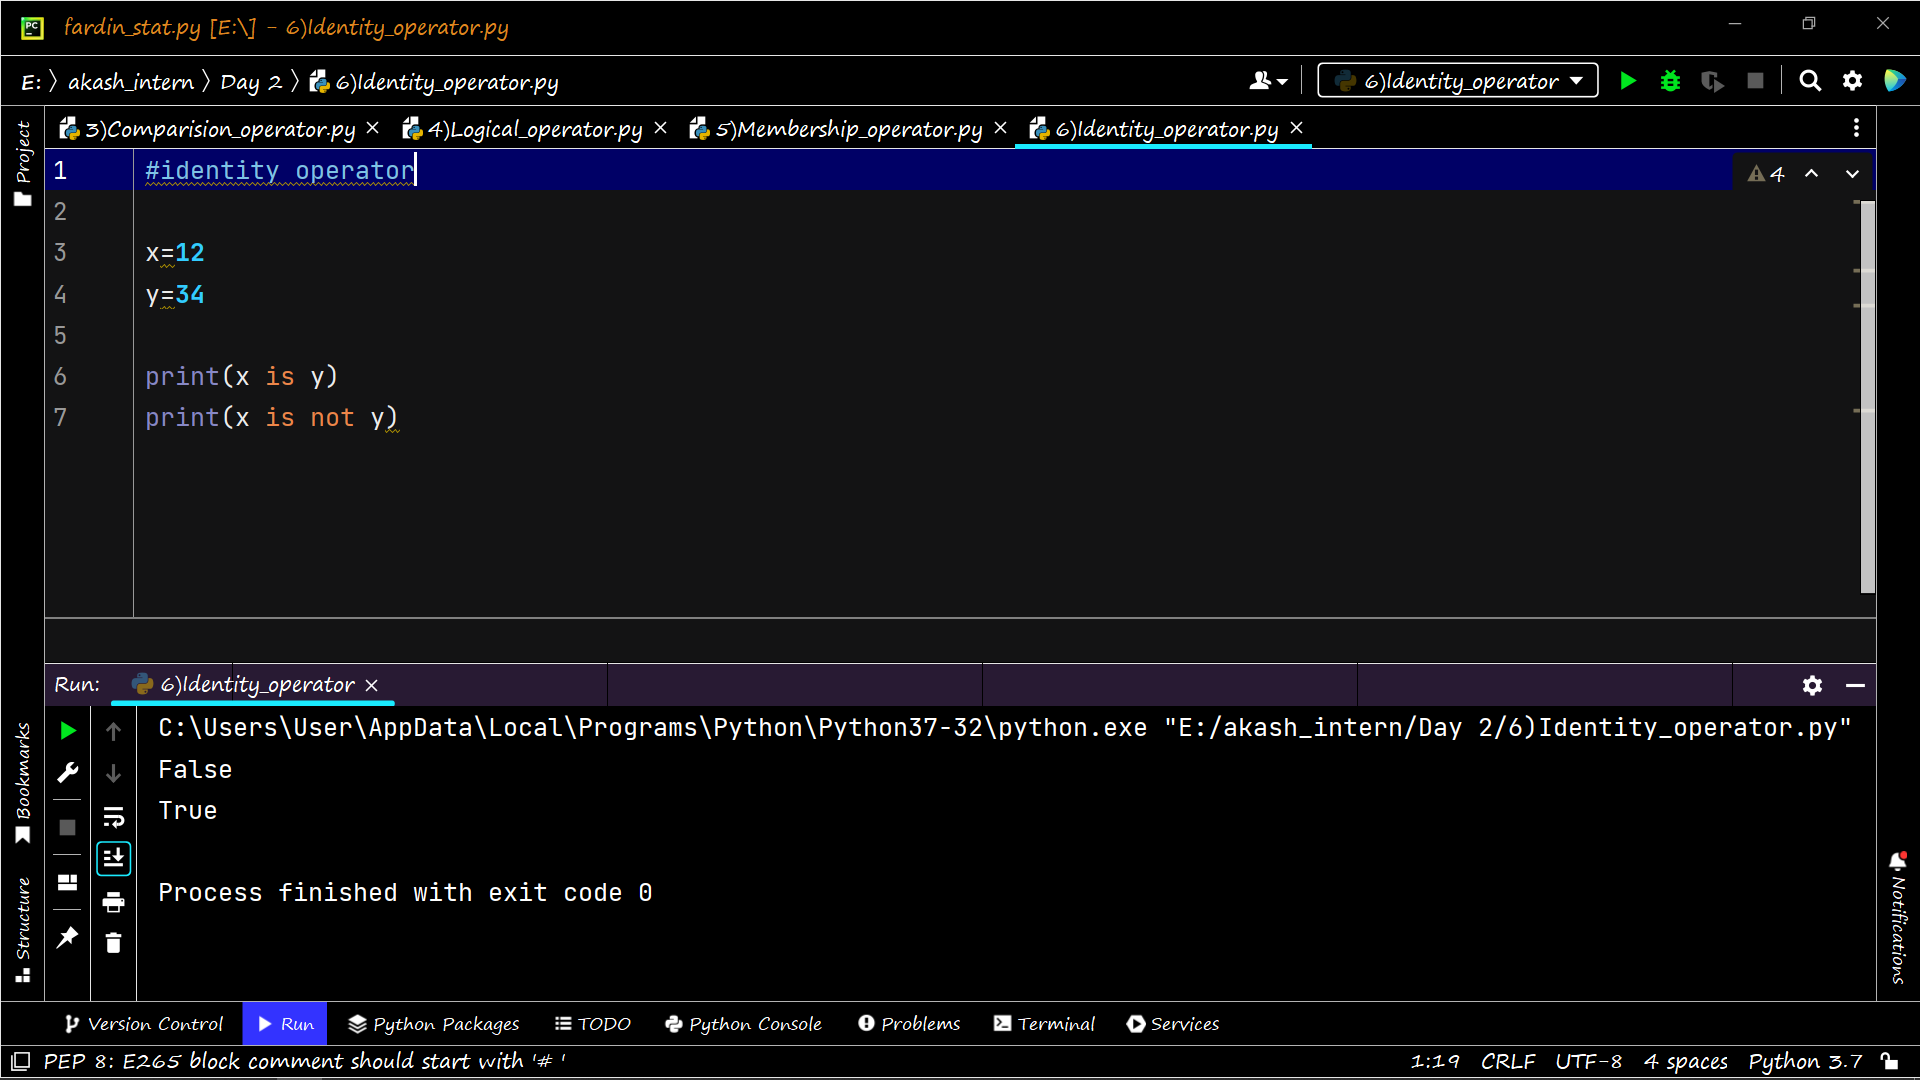 fardin_stat.py [E:\] - 6)Identity_operator.py
E: 〉 akash_intern 〉 Day 2 〉 6)Identity_operator.py
6)Identity_operator
Project
3)Comparision_operator.py
4)Logical_operator.py
5)Membership_operator.py
6)Identity_operator.py
1 #identity operator
4
2
3 x=12
4 y=34
5
6 print(x is y)
7 print(x is not y)
Run: 6)Identity_operator
C:\Users\User\AppData\Local\Programs\Python\Python37-32\python.exe "E:/akash_intern/Day 2/6)Identity_operator.py"
False
True
Process finished with exit code 0
Bookmarks
Structure
Notifications
Version Control
Run
Python Packages
TODO
Python Console
Problems
Terminal
Services
PEP 8: E265 block comment should start with '# '
1:19 CRLF UTF-8 4 spaces Python 3.7